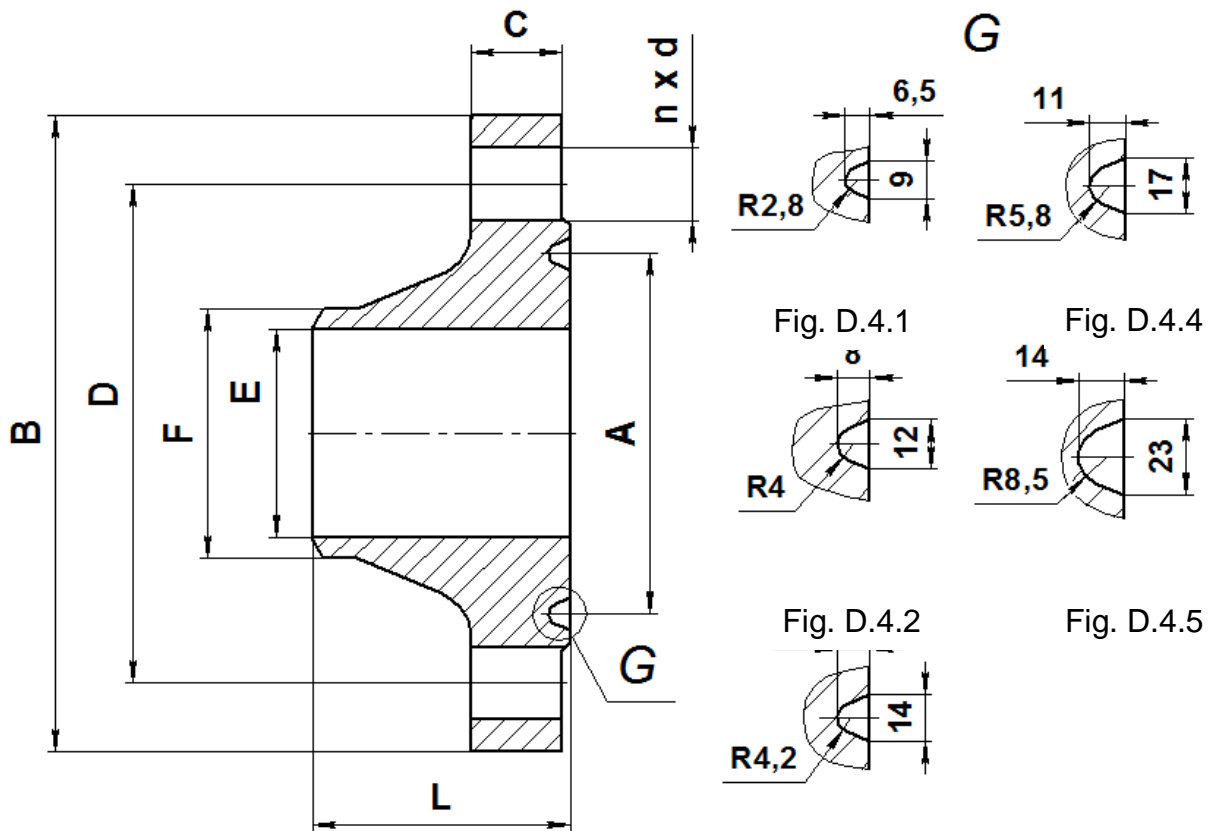 C
n x d
B
D
F
E
A
L
G
G
6,5
9
R2,8
Fig. D.4.1
11
17
R5,8
Fig. D.4.4
8
12
R4
Fig. D.4.2
14
23
R8,5
Fig. D.4.5
14
R4,2